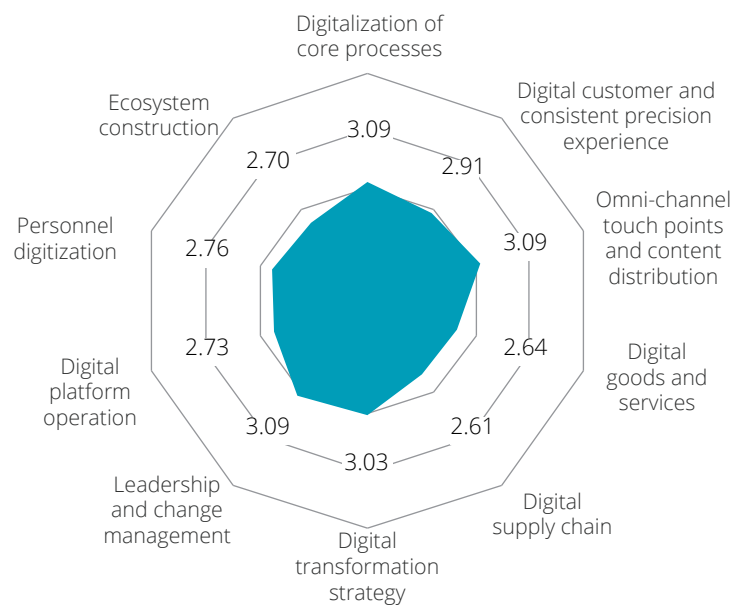 Digitalization of
core processes
3.09
Digital customer and
consistent precision
experience
2.91
Omni-channel
touch points
and content
distribution
3.09
Digital
goods and
services
2.64
Digital
supply chain
2.61
Digital
transformation
strategy
3.03
Leadership
and change
management
3.09
Digital
platform
operation
2.73
Personnel
digitization
2.76
Ecosystem
construction
2.70